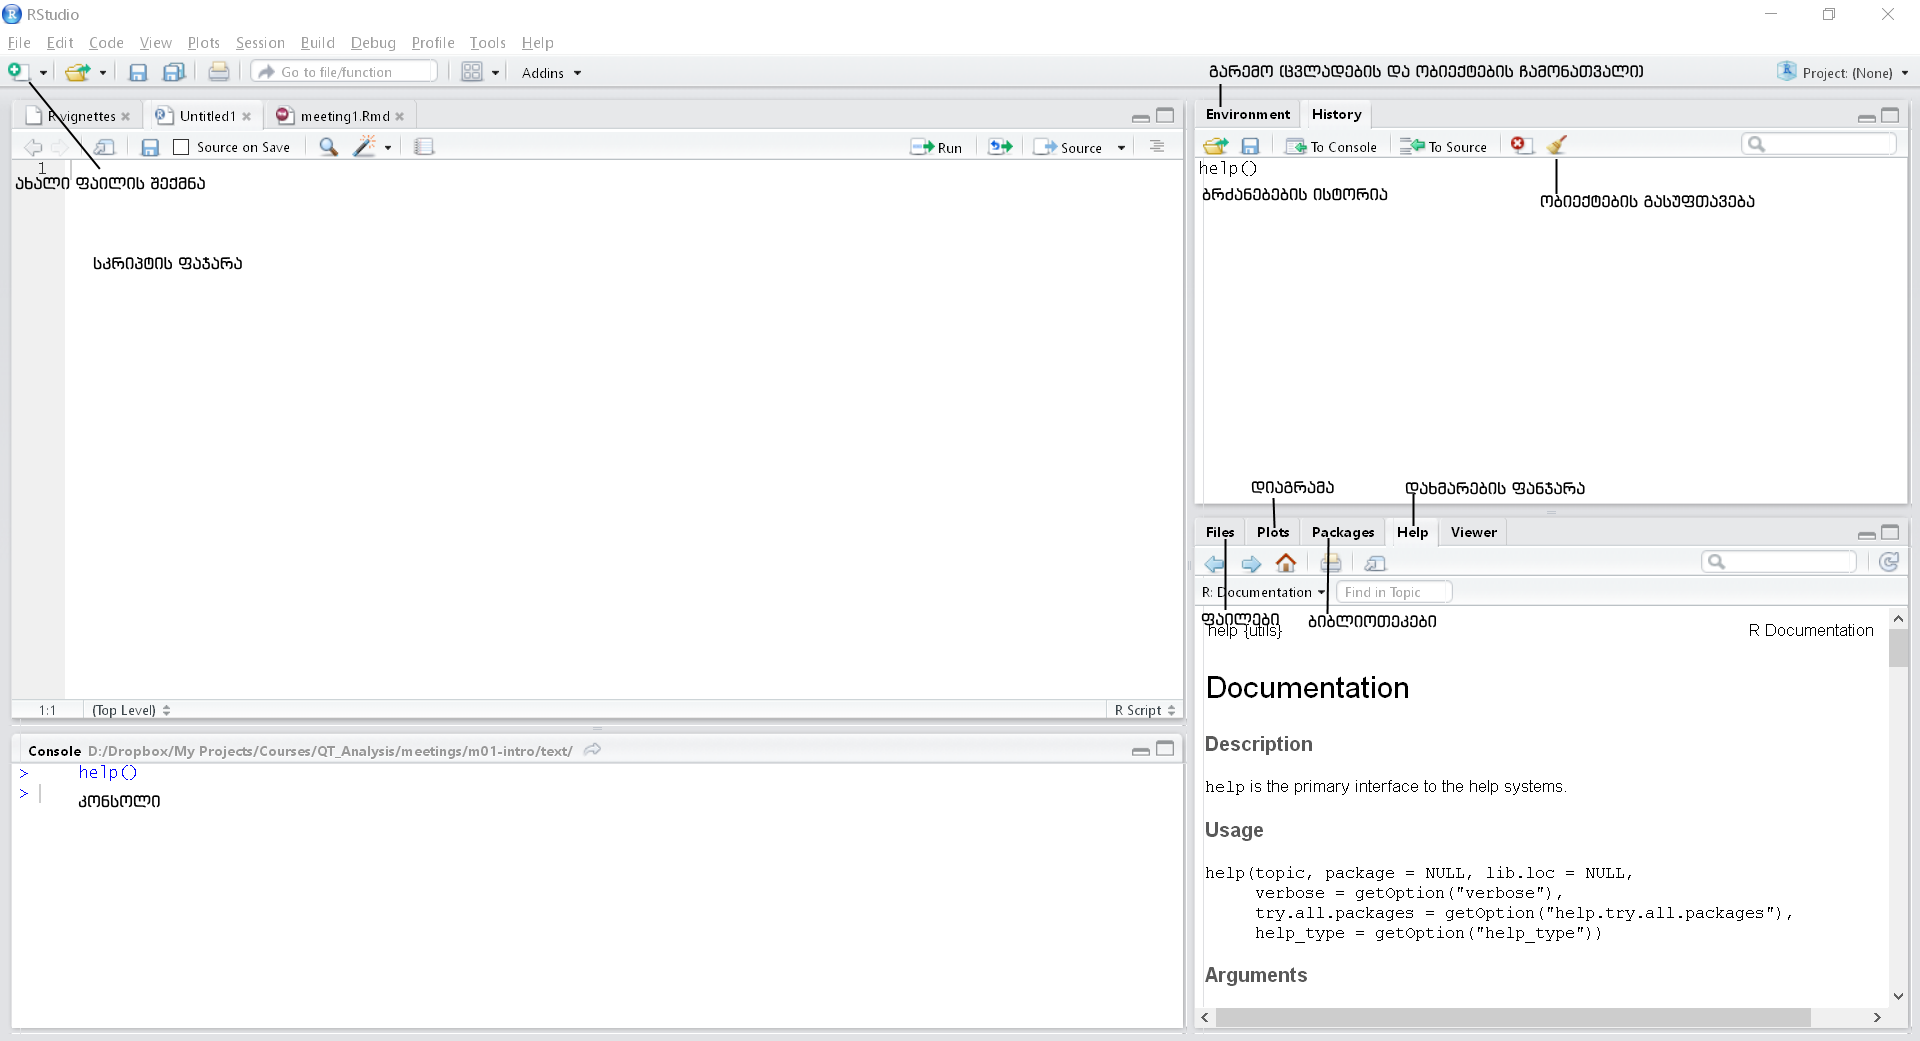 RStudio
File Edit Code View Plots Session Build Debug Profile Tools Help
Go to file/function Addins
გარემო (ცვლადების და ობიექტების ჩამონათვალი)
Project: (None)
R vignettes Untitled1 meeting1.Rmd
Source on Save Run Source
1
ახალი ფაილის შექმნა
სკრიპტის ფაჯარა
1:1 (Top Level) R Script
Console D:/Dropbox/My Projects/Courses/QT_Analysis/meetings/m01-intro/text/
> help()
>
კონსოლი
Environment History
To Console To Source
help()
ბრძანებების ისტორია
ობიექტების გასუფთავება
დიაგრამა
დახმარების ფანჯარა
Files Plots Packages Help Viewer
R: Documentation Find in Topic
ფაილები
ბიბლიოთეკები
help {utils} R Documentation
Documentation
Description
help is the primary interface to the help systems.
Usage
help(topic, package = NULL, lib.loc = NULL,
verbose = getOption("verbose"),
try.all.packages = getOption("help.try.all.packages"),
help_type = getOption("help_type"))
Arguments